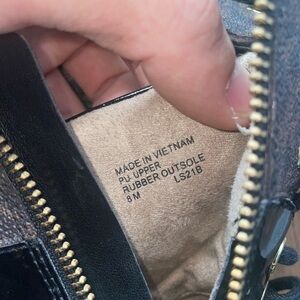 MADE IN VIETNAM
PU UPPER
RUBBER OUTSOLE
8 M LS21B